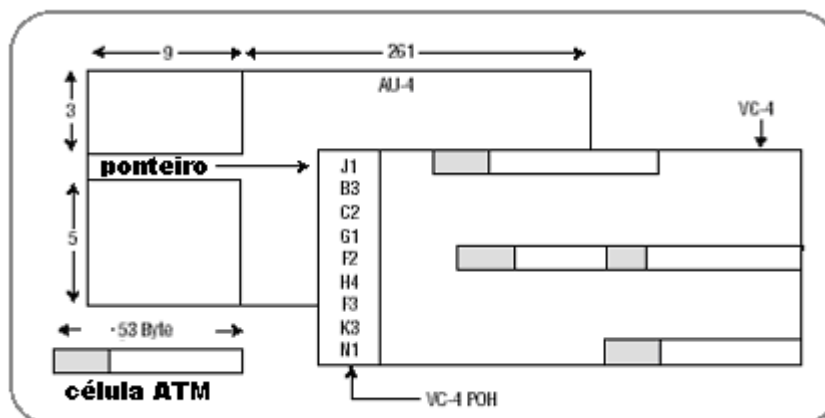 9
261
AU-4
3
VC-4
ponteiro
J1
B3
C2
G1
F2
H4
F3
K3
N1
5
53 Byte
célula ATM
VC-4 POH